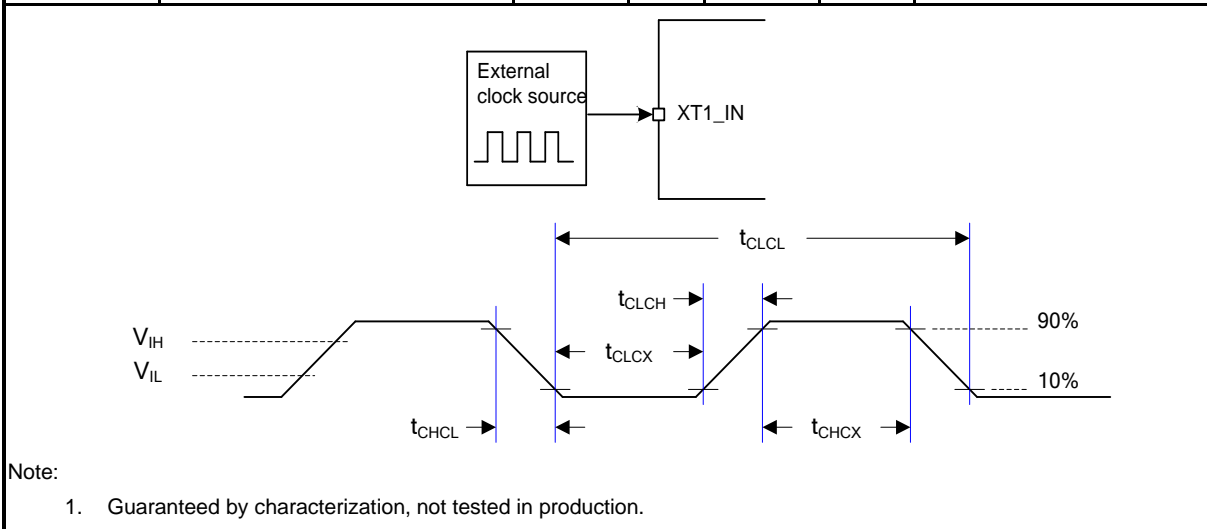 External
clock source
XT1_IN
tCLCL
tCLCH
90%
VIH
tCLCX
VIL
10%
tCHCL
tCHCX
Note:
1. Guaranteed by characterization, not tested in production.